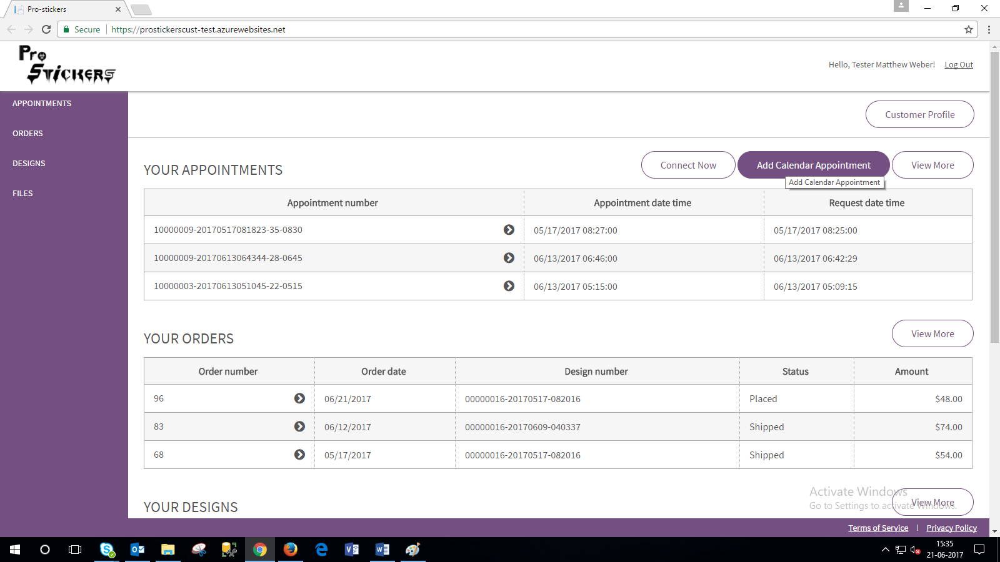 Pro-stickers
Secure https://prostickerscust-test.azurewebsites.net
Pro
Stickers
Hello, Tester Matthew Weber! Log Out
APPOINTMENTS
ORDERS
DESIGNS
FILES
Customer Profile
YOUR APPOINTMENTS
Connect Now
Add Calendar Appointment
View More
Add Calendar Appointment
Appointment number Appointment date time Request date time
10000009-20170517081823-35-0830 05/17/2017 08:27:00 05/17/2017 08:25:00
10000009-20170613064344-28-0645 06/13/2017 06:46:00 06/13/2017 06:42:29
10000003-20170613051045-22-0515 06/13/2017 05:15:00 06/13/2017 05:09:15
YOUR ORDERS
View More
Order number Order date Design number Status Amount
96 06/21/2017 00000016-20170517-082016 Placed $48.00
83 06/12/2017 00000016-20170609-040337 Shipped $74.00
68 05/17/2017 00000016-20170517-082016 Shipped $54.00
YOUR DESIGNS
View More
Activate Windows
Go to Settings to activate Windows.
Terms of Service | Privacy Policy
15:35
21-06-2017